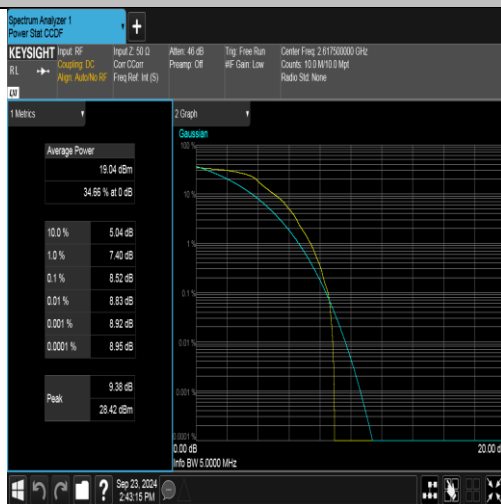 Spectrum Analyzer 1
Power Stat CCDF
KEYSIGHT
RL
Input: RF
Coupling: DC
Align: Auto/No RF
Input Z: 50 Ω
Corr CCorr
Freq Ref: Int (S)
Atten: 46 dB
Preamp: Off
Trig: Free Run
#IF Gain: Low
Center Freq: 2.617500000 GHz
Counts: 10.0 M/10.0 Mpt
Radio Std: None
1 Metrics
Average Power
19.04 dBm
34.66 % at 0 dB
10.0 % 5.04 dB
1.0 % 7.40 dB
0.1 % 8.52 dB
0.01 % 8.83 dB
0.001 % 8.92 dB
0.0001 % 8.95 dB
Peak
9.38 dB
28.42 dBm
2 Graph
Gaussian
100 %
10 %
1 %
0.1 %
0.01 %
0.001 %
0.0001 %
0.00 dB
20.00 d
Info BW 5.0000 MHz
?
Sep 23, 2024
2:43:15 PM